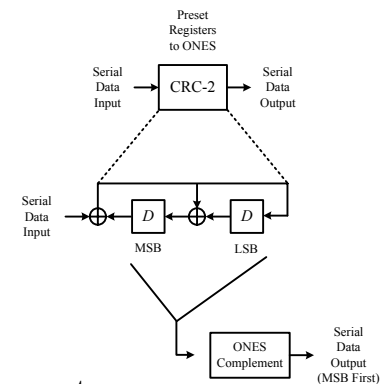 Preset
Registers
to ONES
Serial
Data
Input
CRC-2
Serial
Data
Output
Serial
Data
Input
D
D
MSB
LSB
ONES
Complement
Serial
Data
Output
(MSB First)